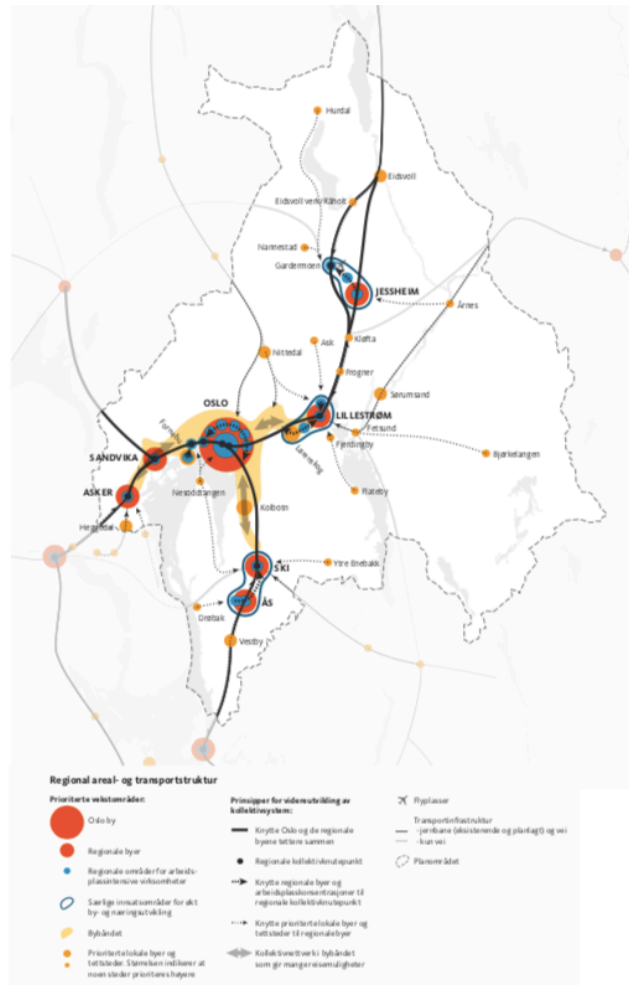 Hurdal
Eidsvoll
Eidsvoll verk/Råholt
Nannestad
Gardermoen
JESSHEIM
Årnes
Kløfta
Ask
Nittedal
Frogner
Sørumsand
OSLO
LILLESTRØM
Fetsund
Fornebu
Lørenskog
Fjerdingby
Bjørkelangen
SANDVIKA
ASKER
Nesoddtangen
Flateby
Heggedal
Kolbotn
SKI
Ytre Enebakk
ÅS
Drøbak
Vestby
Regional areal- og transportstruktur
Prioriterte vekstområder:
Oslo by
Regionale byer
Regionale områder for arbeids-
plassintensive virksomheter
Særlige innsatsområder for økt
by- og næringsutvikling
Bybåndet
Prioriterte lokale byer og
tettsteder. Størrelsen indikerer at
noen steder prioriteres høyere
Prinsipper for videreutvikling av
kollektivsystem:
Knytte Oslo og de regionale
byene tettere sammen
Regionale kollektivknutepunkt
Knytte regionale byer og
arbeidsplasskonsentrasjoner til
regionale kollektivknutepunkt
Knytte prioriterte lokale byer og
tettsteder til regionale byer
Kollektivnettverk i bybåndet
som gir mange reisemuligheter
Flyplasser
Transportinfrastruktur
- jernbane (eksisterende og planlagt) og vei
- kun vei
Planområdet